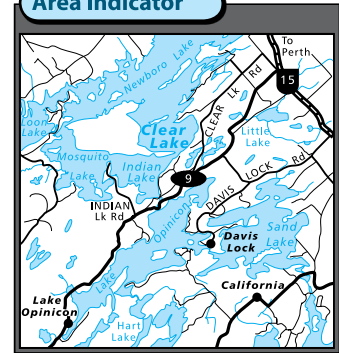 Area Indicator
To
Perth
15
Newboro Lake
CLEAR Lk Rd
Loon
Lake
Clear
Lake
Little
Lake
Mosquito
Lake
Indian
Lake
9
LOCK Rd
DAVIS
INDIAN
Lk Rd
Opinicon
Lake
Davis
Lock
Sand
Lake
California
Lake
Opinicon
Hart
Lake